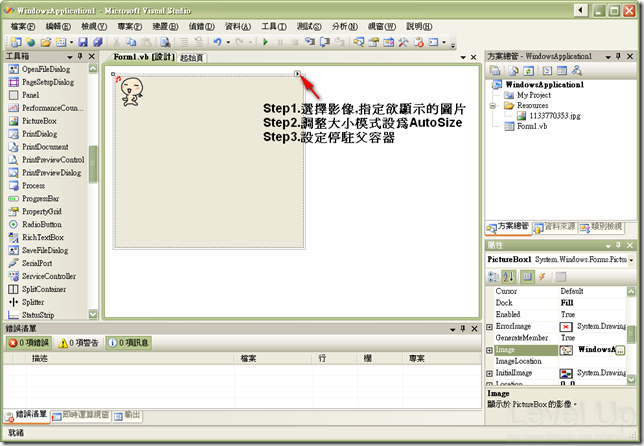 WindowsApplication1 - Microsoft Visual Studio
檔案(F) 編輯(E) 檢視(V) 專案(P) 建置(B) 偵錯(D) 資料(A) 工具(T) 測試(S) 分析(N) 視窗(W) 說明(H)
工具箱
OpenFileDialog
PageSetupDialog
Panel
PerformanceCoun...
PictureBox
PrintDialog
PrintDocument
PrintPreviewControl
PrintPreviewDialog
Process
ProgressBar
PropertyGrid
RadioButton
RichTextBox
SaveFileDialog
SerialPort
ServiceController
SplitContainer
Splitter
StatusStrip
Form1.vb [設計] 起始頁
Step1.選擇影像,指定欲顯示的圖片
Step2.調整大小模式設為AutoSize
Step3.設定停駐父容器
方案總管 - WindowsApplication1
WindowsApplication1
My Project
Resources
1133770353.jpg
Form1.vb
方案總管 資料來源 類別檢視
屬性
PictureBox1 System.Windows.Forms.Pictu
Cursor Default
Dock Fill
Enabled True
ErrorImage System.Drawing
GenerateMember True
Image WindowsA
ImageLocation
InitialImage System.Drawing
Location 0, 0
Image
顯示於 PictureBox 的影像。
錯誤清單
0 項錯誤 0 項警告 0 項訊息
描述 檔案 行 欄 專案
錯誤清單 即時運算視窗 輸出
就緒
Level Up